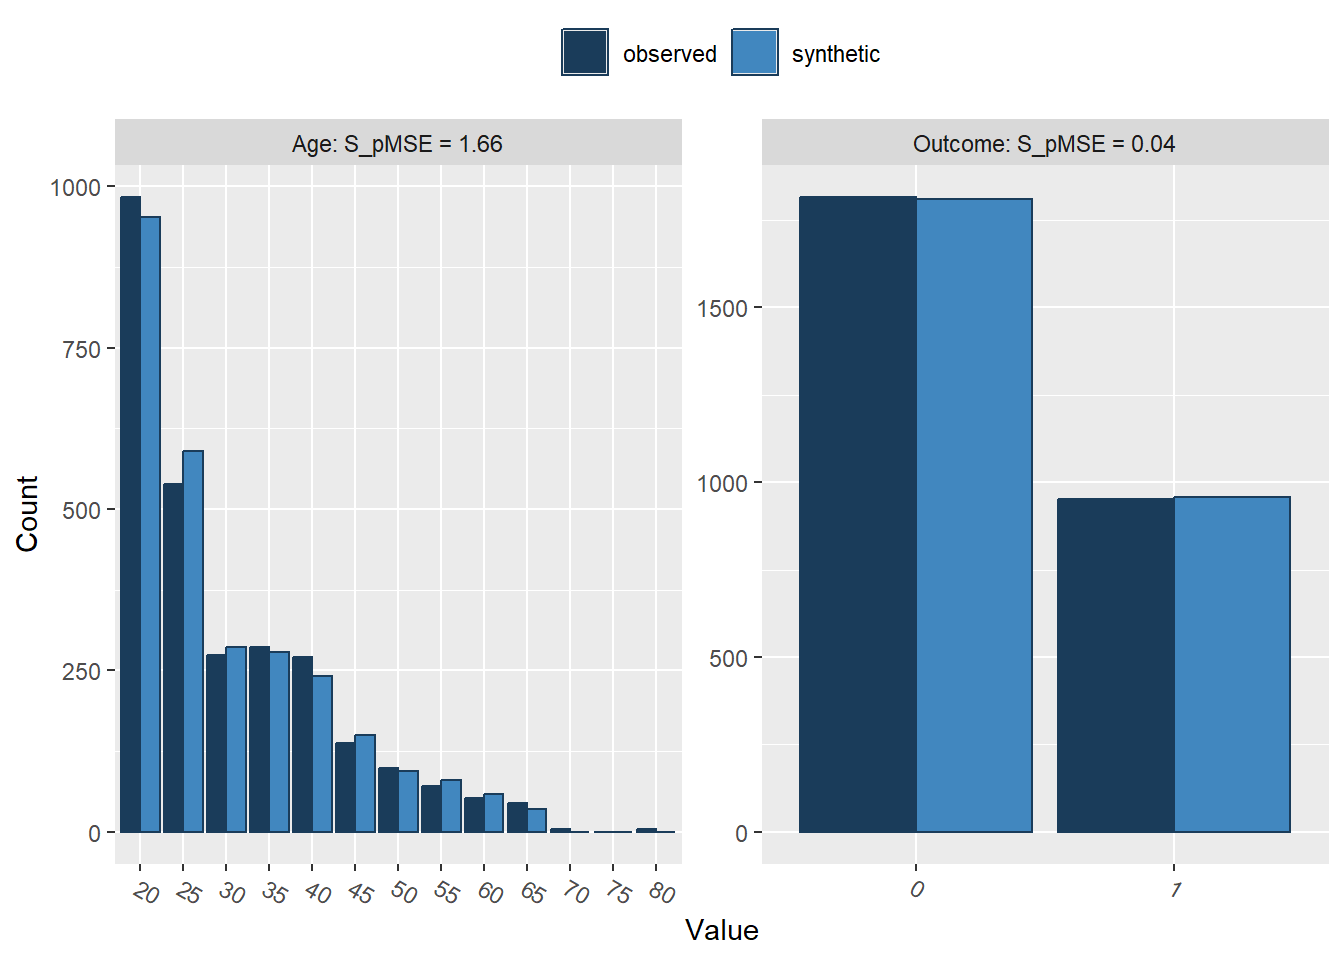 observed synthetic
Age: S_pMSE = 1.66
Outcome: S_pMSE = 0.04
Count
1000
750
500
250
0
20 25 30 35 40 45 50 55 60 65 70 75 80
1500
1000
500
0
0 1
Value